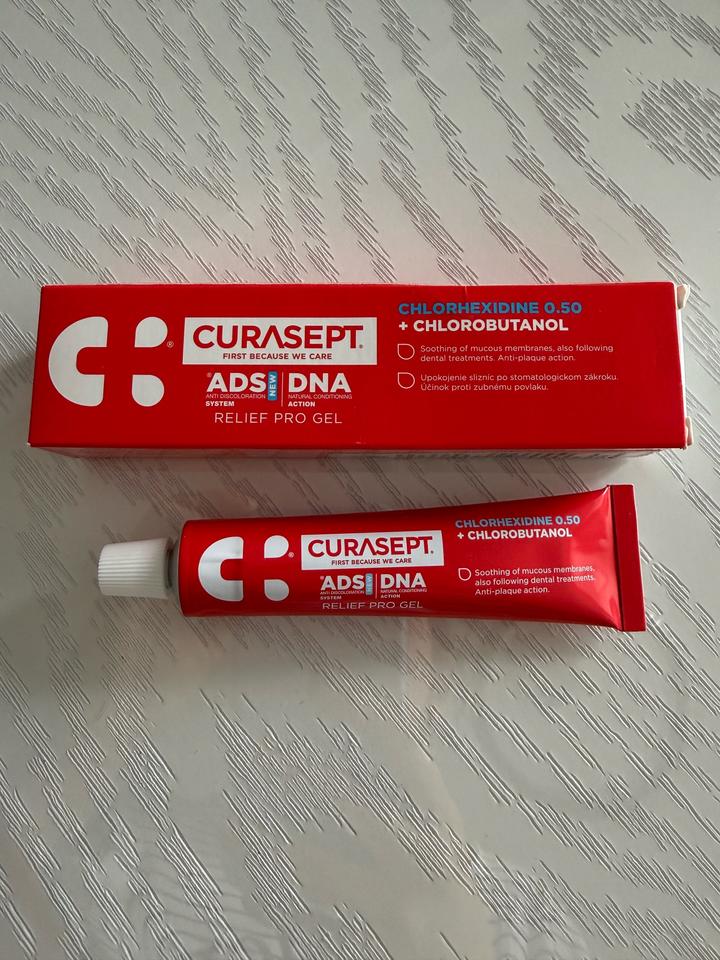 CURASEPT®
FIRST BECAUSE WE CARE
ADS NEW DNA
ANTI DISCOLORATION SYSTEM NATURAL CONDITIONING ACTION
RELIEF PRO GEL
CHLORHEXIDINE 0.50
+ CHLOROBUTANOL
Soothing of mucous membranes, also following
dental treatments. Anti-plaque action.
Upokojenie slizníc po stomatologickom zákroku.
Účinok proti zubnému povlaku.
CURASEPT®
FIRST BECAUSE WE CARE
ADS NEW DNA
ANTI DISCOLORATION SYSTEM NATURAL CONDITIONING ACTION
RELIEF PRO GEL
CHLORHEXIDINE 0.50
+ CHLOROBUTANOL
Soothing of mucous membranes,
also following dental treatments.
Anti-plaque action.